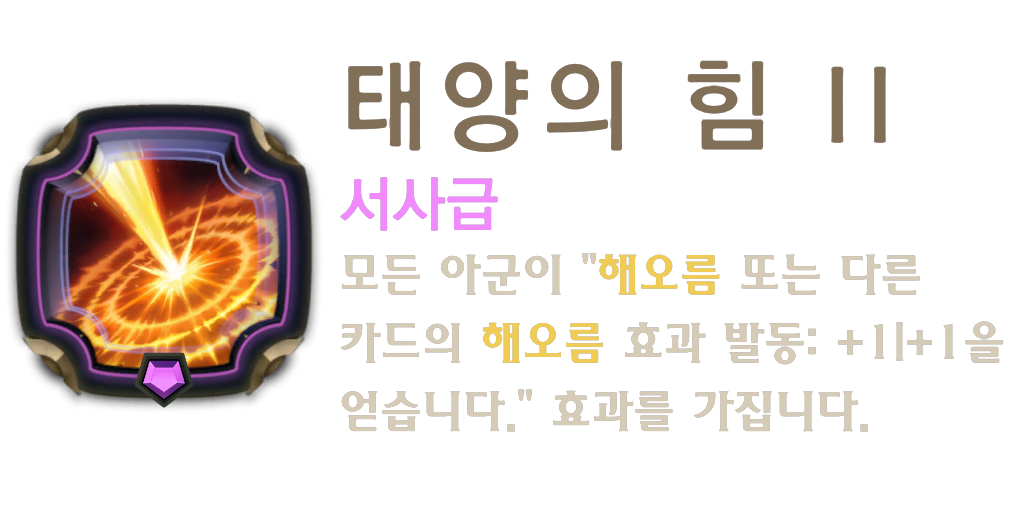 태양의 힘 II
서사급
모든 아군이 "해오름 또는 다른
카드의 해오름 효과 발동: +1|+1을
얻습니다." 효과를 가집니다.